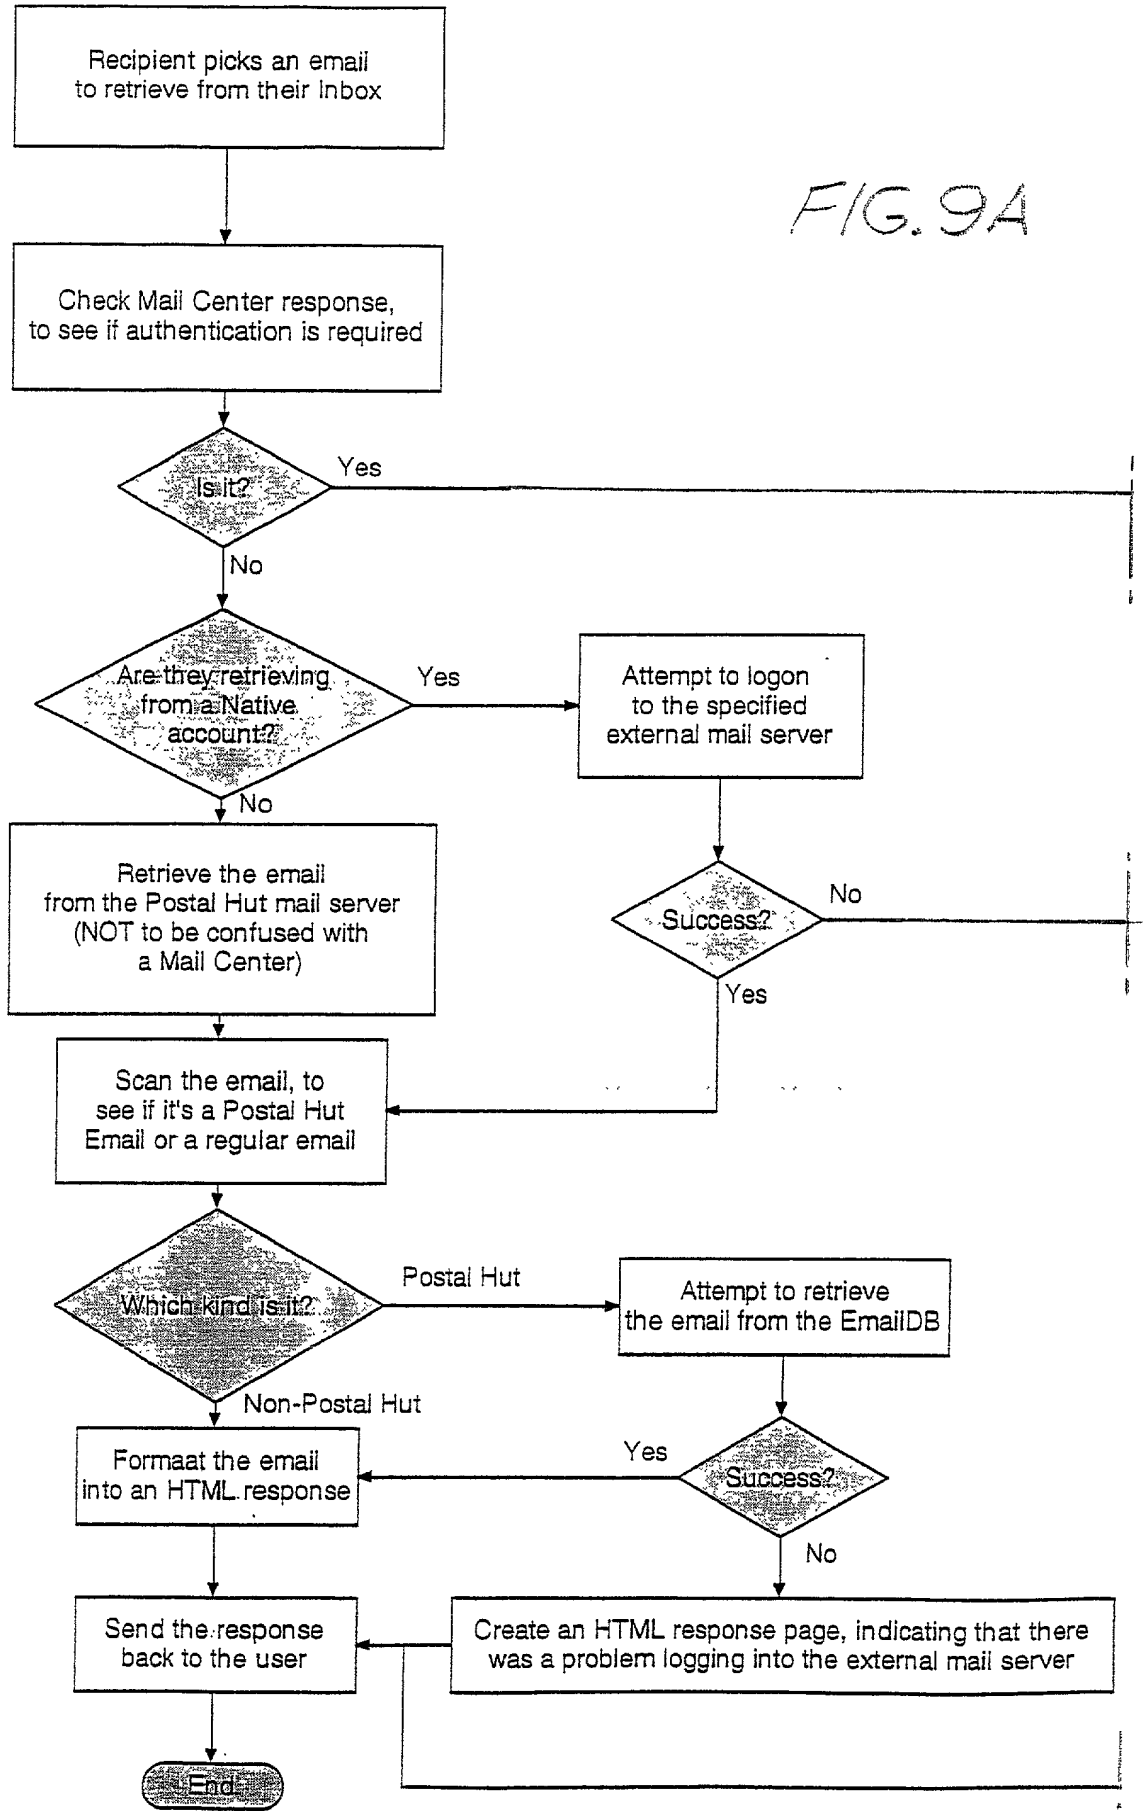 Recipient picks an email
to retrieve from their Inbox
FIG. 9A
Check Mail Center response,
to see if authentication is required
Is it?
Yes
No
Are they retrieving
from a Native
account?
Yes
Attempt to logon
to the specified
external mail server
No
Retrieve the email
from the Postal Hut mail server
(NOT to be confused with
a Mail Center)
Success?
No
Yes
Scan the email, to
see if it's a Postal Hut
Email or a regular email
Which kind is it?
Postal Hut
Attempt to retrieve
the email from the EmailDB
Non-Postal Hut
Formaat the email
into an HTML response
Yes
Success?
No
Send the response
back to the user
Create an HTML response page, indicating that there
was a problem logging into the external mail server
End